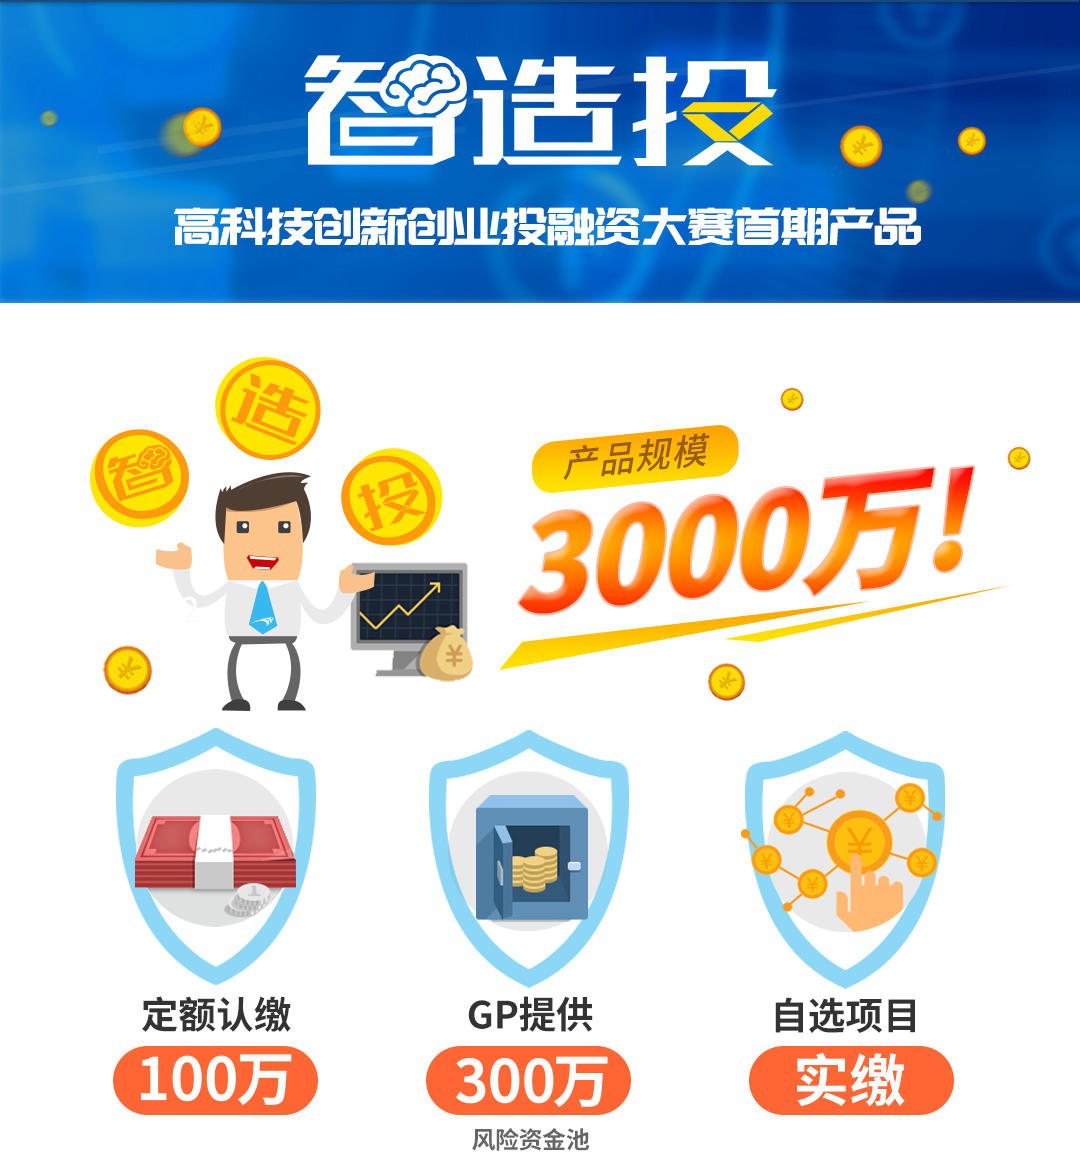 智造投
高科技创新创业投融资大赛首期产品
造
智
投
产品规模
3000万!
定额认缴
100万
GP提供
300万
风险资金池
自选项目
实缴